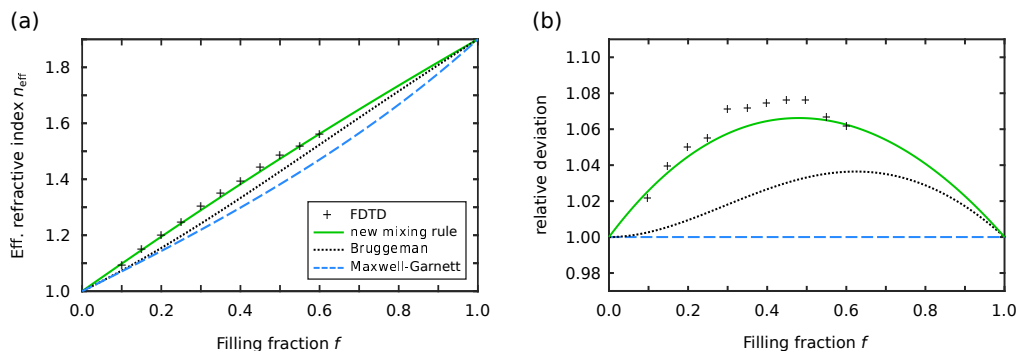 (a)
Eff. refractive index n_eff
1.8
1.6
1.4
1.2
1.0
0.0 0.2 0.4 0.6 0.8 1.0
Filling fraction f
FDTD
new mixing rule
Bruggeman
Maxwell-Garnett
(b)
relative deviation
1.10
1.08
1.06
1.04
1.02
1.00
0.98
0.0 0.2 0.4 0.6 0.8 1.0
Filling fraction f